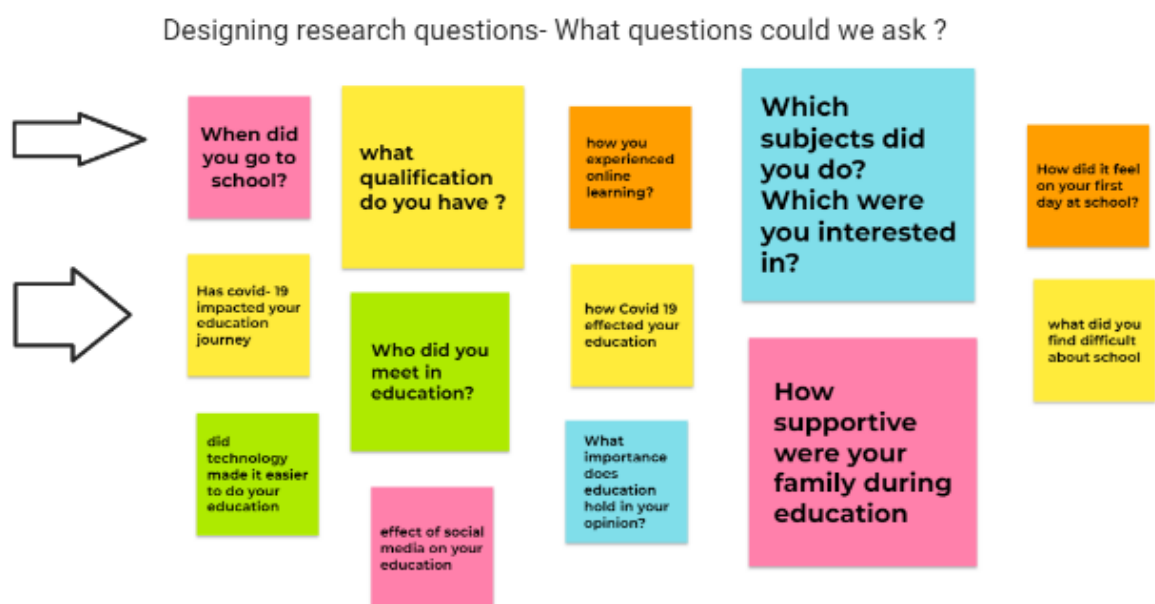 Designing research questions- What questions could we ask ?
When did
you go to
school?
what
qualification
do you have ?
how you
experienced
online
learning?
Which
subjects did
you do?
Which were
you interested
in?
How did it feel
on your first
day at school?
Has covid- 19
impacted your
education
journey
Who did you
meet in
education?
how Covid 19
effected your
education
How
supportive
were your
family during
education
what did you
find difficult
about school
did
technology
made it easier
to do your
education
effect of social
media on your
education
What
importance
does
education
hold in your
opinion?